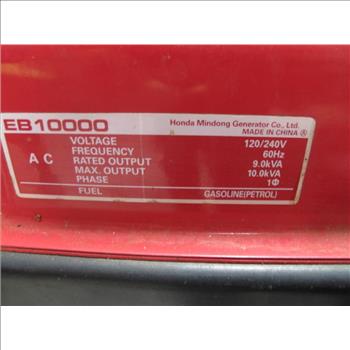 EB10000 Honda Mindong Generator Co., Ltd.
MADE IN CHINA Ⓐ
AC
VOLTAGE 120/240V
FREQUENCY 60Hz
RATED OUTPUT 9.0kVA
MAX. OUTPUT 10.0kVA
PHASE 1Φ
FUEL GASOLINE(PETROL)